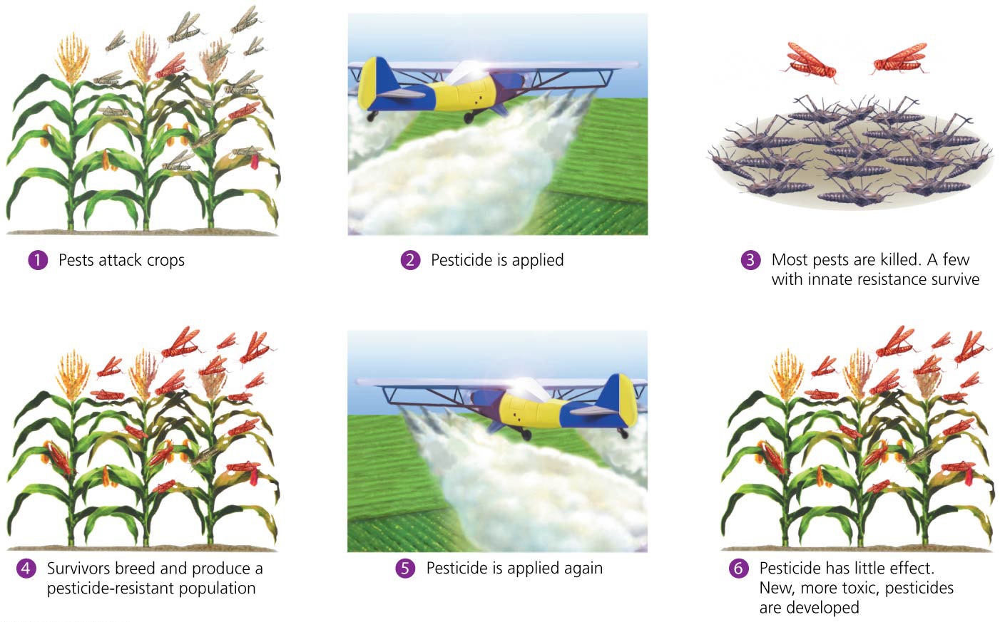 1 Pests attack crops
2 Pesticide is applied
3 Most pests are killed. A few
with innate resistance survive
4 Survivors breed and produce a
pesticide-resistant population
5 Pesticide is applied again
6 Pesticide has little effect.
New, more toxic, pesticides
are developed